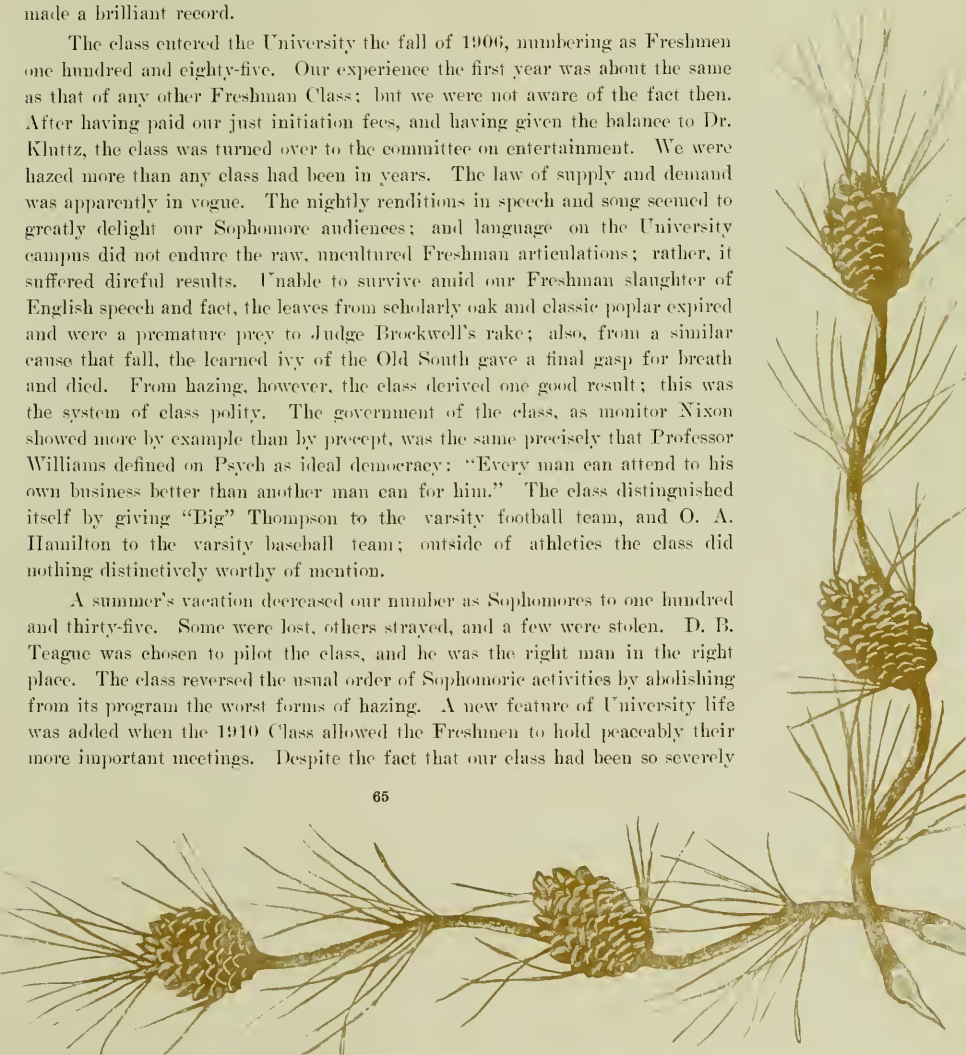 made a brilliant record.
The class entered the University the fall of 1906, numbering as Freshmen
one hundred and eighty-five. Our experience the first year was about the same
as that of any other Freshman Class; but we were not aware of the fact then.
After having paid our just initiation fees, and having given the balance to Dr.
Kluttz, the class was turned over to the committee on entertainment. We were
hazed more than any class had been in years. The law of supply and demand
was apparently in vogue. The nightly renditions in speech and song seemed to
greatly delight our Sophomore audiences; and language on the University
campus did not endure the raw, uncultured Freshman articulations; rather, it
suffered direful results. Unable to survive amid our Freshman slaughter of
English speech and fact, the leaves from scholarly oak and classic poplar expired
and were a premature prey to Judge Brockwell's rake; also, from a similar
cause that fall, the learned ivy of the Old South gave a final gasp for breath
and died. From hazing, however, the class derived one good result; this was
the system of class polity. The government of the class, as monitor Nixon
showed more by example than by precept, was the same precisely that Professor
Williams defined on Psych as ideal democracy: "Every man can attend to his
own business better than another man can for him." The class distinguished
itself by giving "Big" Thompson to the varsity football team, and O. A.
Hamilton to the varsity baseball team; outside of athletics the class did
nothing distinctively worthy of mention.
A summer's vacation decreased our number as Sophomores to one hundred
and thirty-five. Some were lost, others strayed, and a few were stolen. D. B.
Teague was chosen to pilot the class, and he was the right man in the right
place. The class reversed the usual order of Sophomoric activities by abolishing
from its program the worst forms of hazing. A new feature of University life
was added when the 1910 Class allowed the Freshmen to hold peaceably their
more important meetings. Despite the fact that our class had been so severely
65